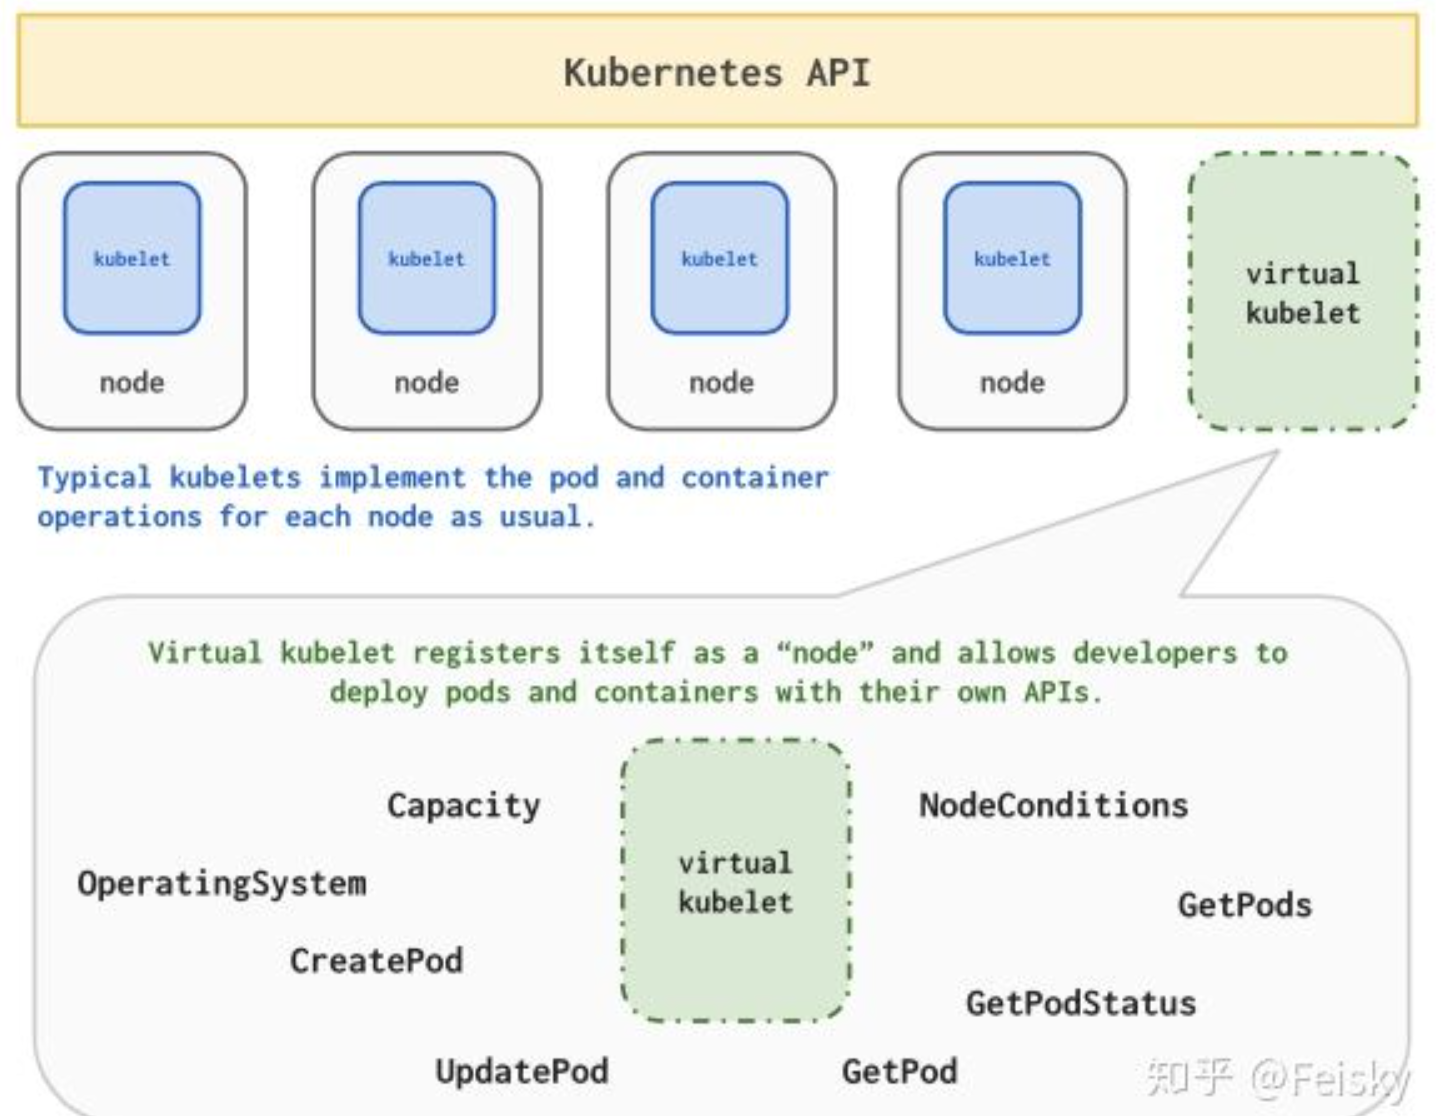 Kubernetes API
kubelet
kubelet
kubelet
kubelet
virtual
kubelet
node
node
node
node
Typical kubelets implement the pod and container
operations for each node as usual.
Virtual kubelet registers itself as a “node” and allows developers to
deploy pods and containers with their own APIs.
Capacity
NodeConditions
virtual
kubelet
OperatingSystem
GetPods
CreatePod
GetPodStatus
UpdatePod
GetPod
知乎 @Feisky